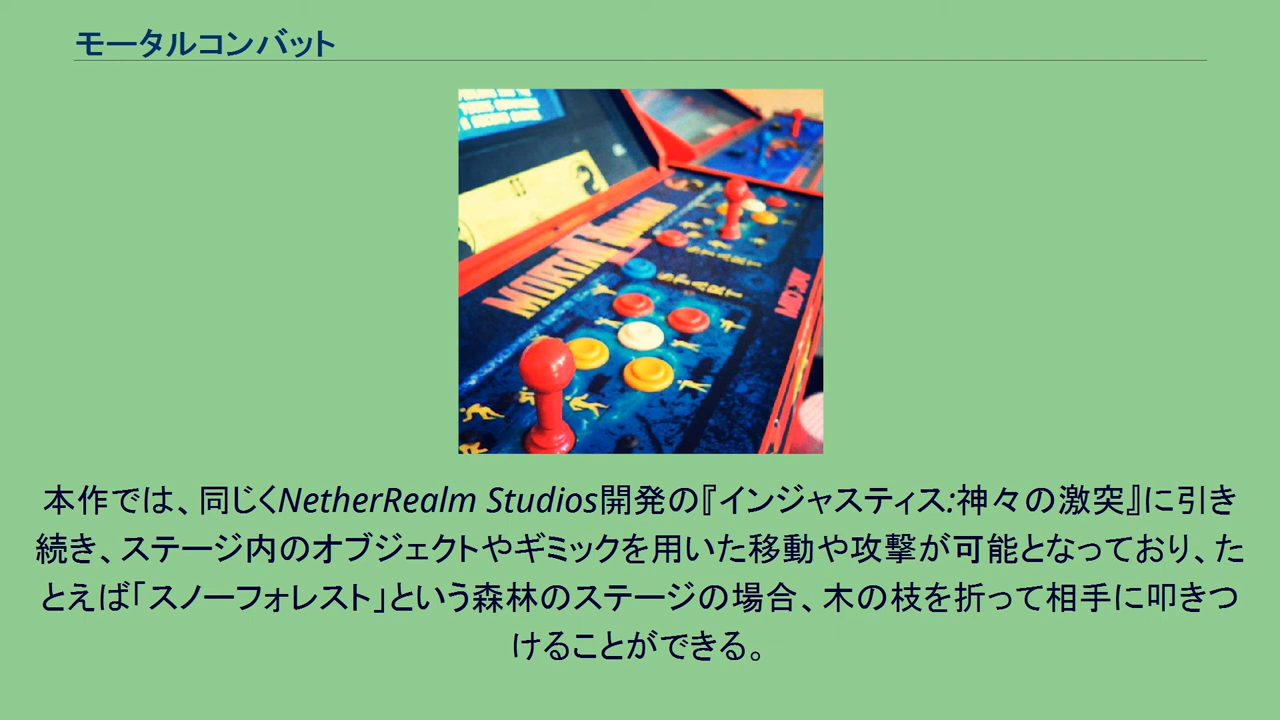 モータルコンバット
MORTAL KOMBAT
START
START
本作では、同じくNetherRealm Studios開発の『インジャスティス:神々の激突』に引き
続き、ステージ内のオブジェクトやギミックを用いた移動や攻撃が可能となっており、た
とえば「スノーフォレスト」という森林のステージの場合、木の枝を折って相手に叩きつ
けることができる。